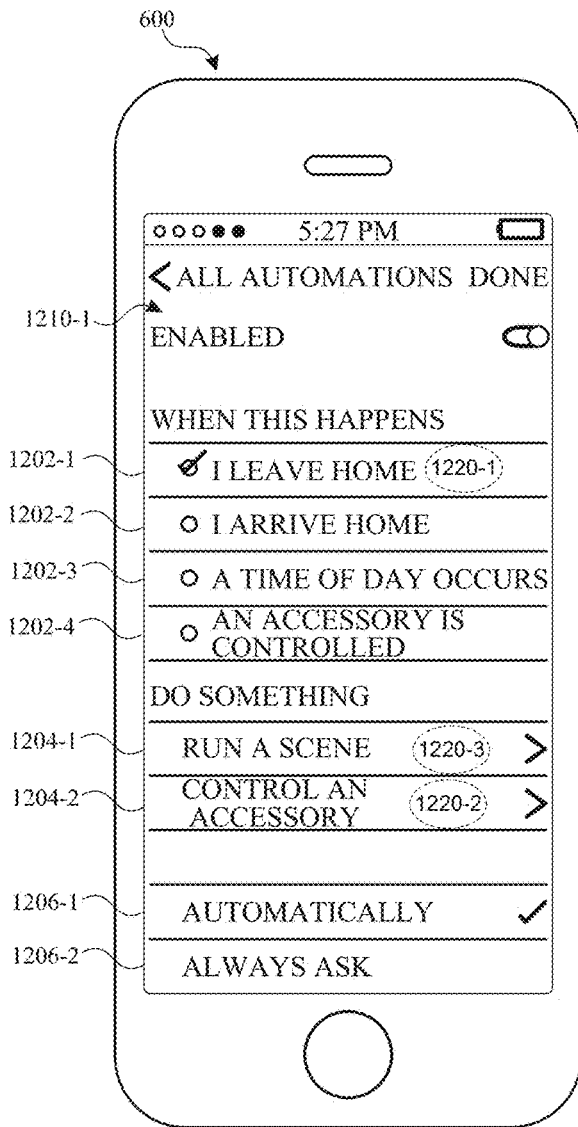 600
5:27 PM
ALL AUTOMATIONS DONE
1210-1
ENABLED
WHEN THIS HAPPENS
1202-1 I LEAVE HOME 1220-1
1202-2 I ARRIVE HOME
1202-3 A TIME OF DAY OCCURS
1202-4 AN ACCESSORY IS
CONTROLLED
DO SOMETHING
1204-1 RUN A SCENE 1220-3
1204-2 CONTROL AN
ACCESSORY 1220-2
1206-1 AUTOMATICALLY
1206-2 ALWAYS ASK